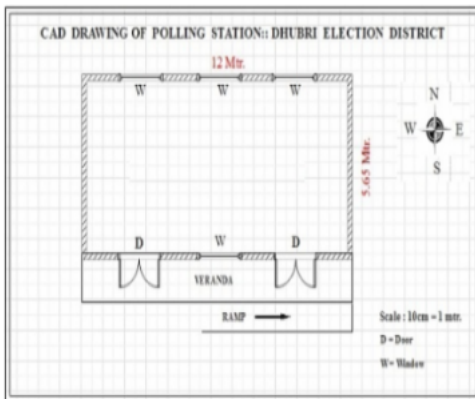 CAD DRAWING OF POLLING STATION:: DHUBRI ELECTION DISTRICT
12 Mtr.
W W W
N
W E
S
5.65 Mtr.
D W D
VERANDA
RAMP
Scale : 10cm = 1 mtr.
D = Door
W= Window